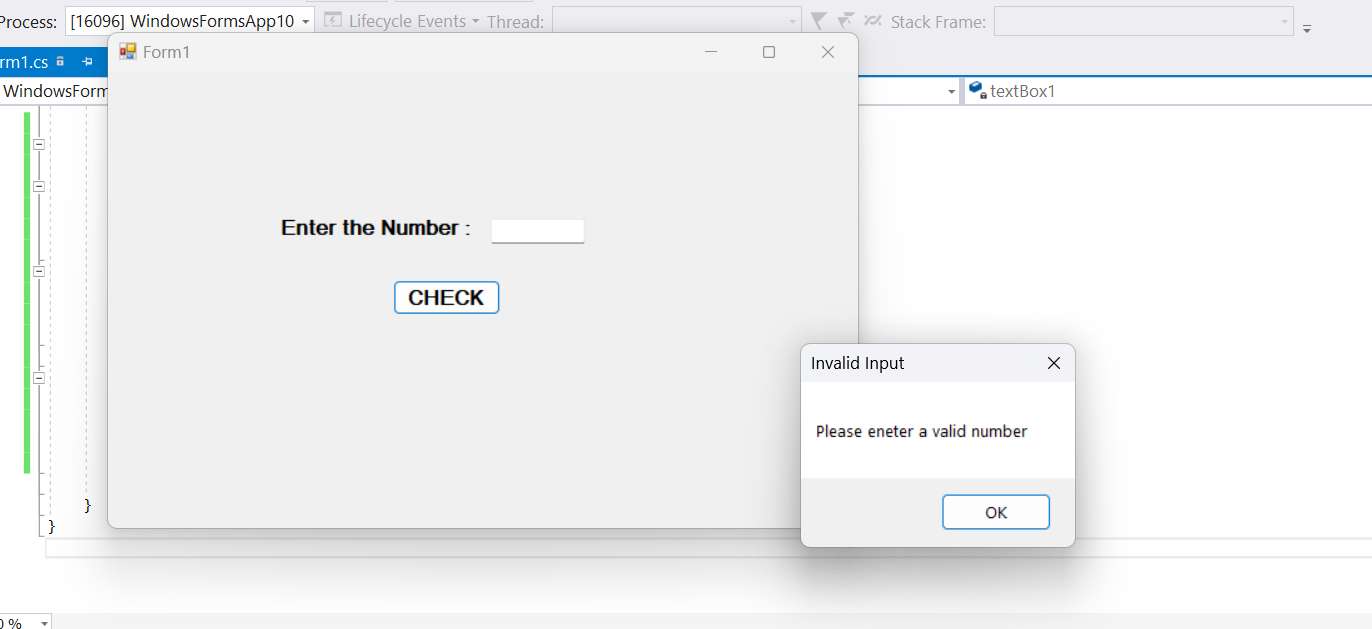 Process: [16096] WindowsFormsApp10 Lifecycle Events Thread: Stack Frame:
rm1.cs Form1
WindowsForm textBox1
Enter the Number :
CHECK
Invalid Input
Please eneter a valid number
OK
}
}
0 %